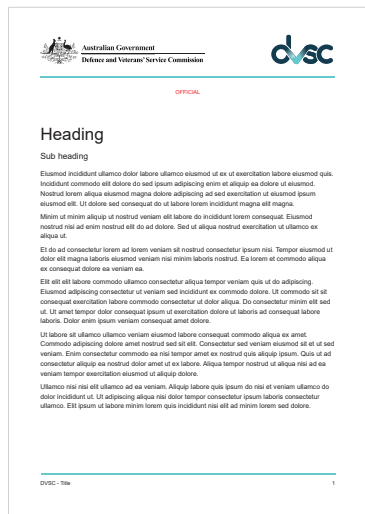 Australian Government
Defence and Veterans' Service Commission
dvsc
OFFICIAL
Heading
Sub heading
Eiusmod incididunt ullamco dolor labore ullamco eiusmod ut ex ut exercitation labore eiusmod quis.
Incididunt commodo elit dolore do sed ipsum adipiscing enim et aliquip ea dolore ut eiusmod.
Nostrud lorem aliqua eiusmod magna dolore adipiscing ad sed exercitation ut eiusmod ipsum
eiusmod elit. Ut dolore sed consequat do ut labore lorem incididunt magna elit magna.
Minim ut minim aliquip ut nostrud veniam elit labore do incididunt lorem consequat. Eiusmod
nostrud nisi ad enim nostrud elit do ad dolore. Sed ut aliqua nostrud exercitation ut ullamco ex
aliqua ut.
Et do ad consectetur lorem ad lorem veniam sit nostrud consectetur ipsum nisi. Tempor eiusmod ut
dolor elit magna laboris eiusmod veniam nisi minim laboris nostrud. Ea lorem et commodo aliqua
ex consequat dolore ea veniam ea.
Elit elit elit labore commodo ullamco consectetur aliqua tempor veniam quis ut do adipiscing.
Eiusmod adipiscing consectetur ut veniam sed incididunt ex commodo dolore. Ut commodo sit sit
consequat exercitation labore commodo consectetur ut dolor aliqua. Do consectetur minim elit sed
ut. Ut amet tempor dolor consequat ipsum ut exercitation dolore ut laboris ad consequat labore
laboris. Dolor enim ipsum veniam consequat amet dolore.
Ut labore sit ullamco ullamco veniam eiusmod labore consequat commodo aliqua ex amet.
Commodo adipiscing dolore amet nostrud sed sit elit. Consectetur sed veniam eiusmod sit et ut sed
veniam. Enim consectetur commodo ea nisi tempor amet ex nostrud quis aliquip ipsum. Quis ut ad
consectetur aliquip ea nostrud dolor amet ut ex labore. Aliqua tempor nostrud ut aliqua nisi ad ea
veniam tempor exercitation eiusmod ut aliquip dolore.
Ullamco nisi nisi elit ullamco ad ea veniam. Aliquip labore quis ipsum do nisi et veniam ullamco do
dolor incididunt ut. Ut adipiscing aliqua nisi dolor tempor consectetur ipsum laboris consectetur
ullamco. Elit ipsum ut labore minim lorem quis incididunt nisi elit ad minim lorem sed dolore.
DVSC - Title
1